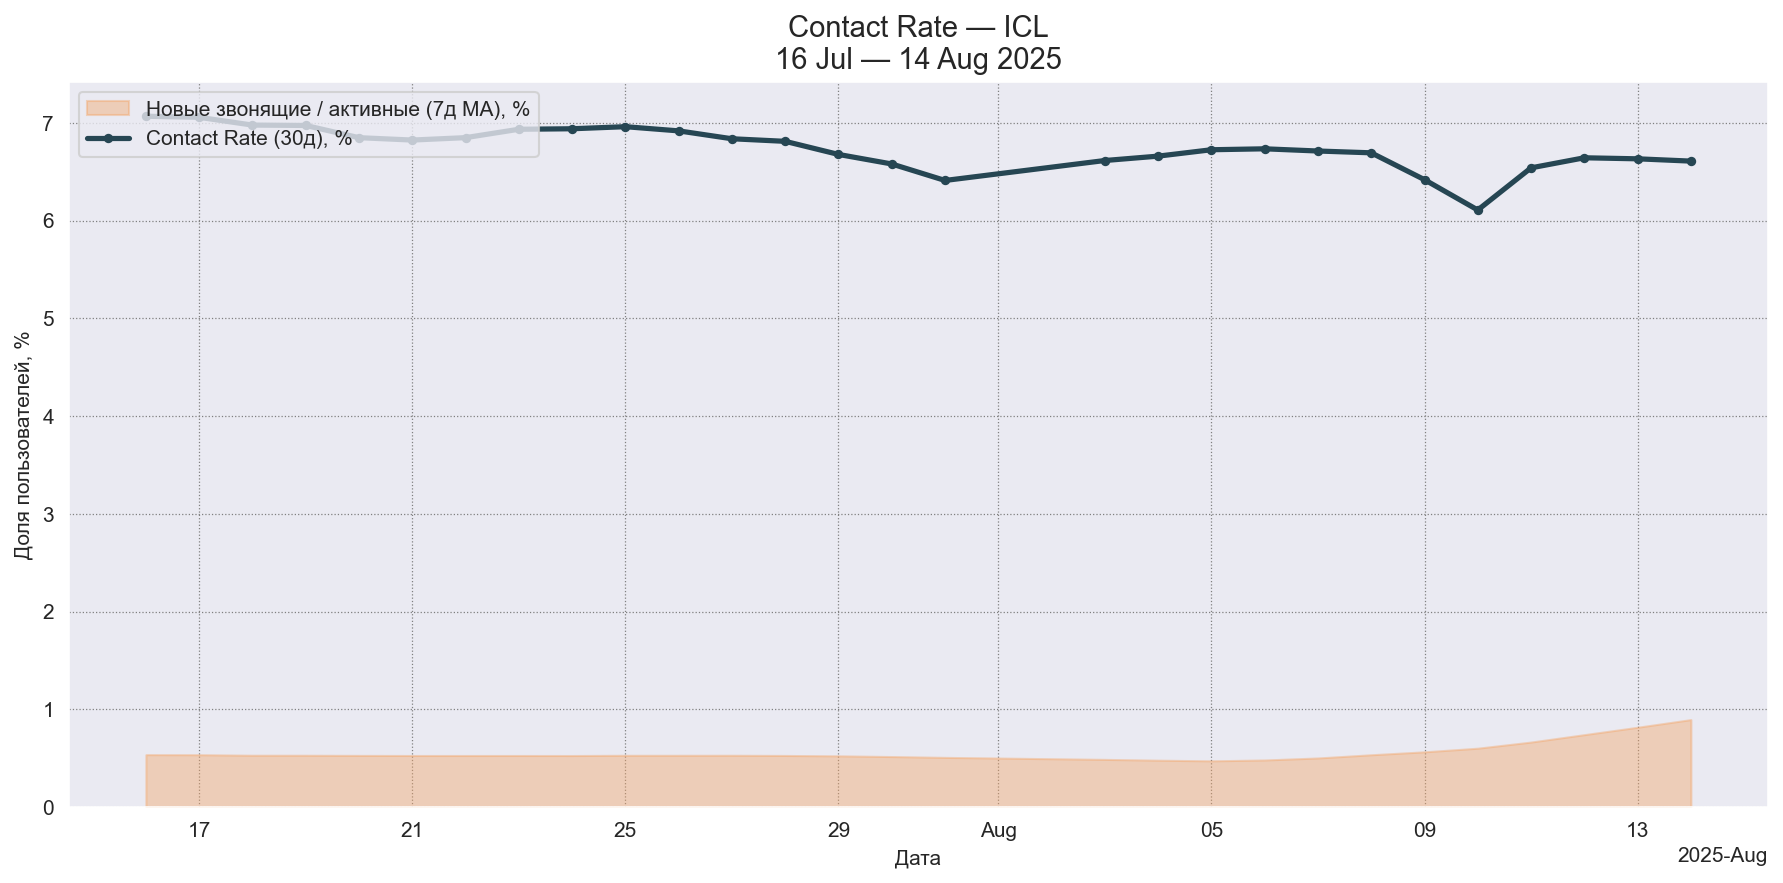 Contact Rate — ICL
16 Jul — 14 Aug 2025
Новые звонящие / активные (7д МА), %
Contact Rate (30д), %
Доля пользователей, %
7
6
5
4
3
2
1
0
17
21
25
29
Aug
05
09
13
Дата
2025-Aug